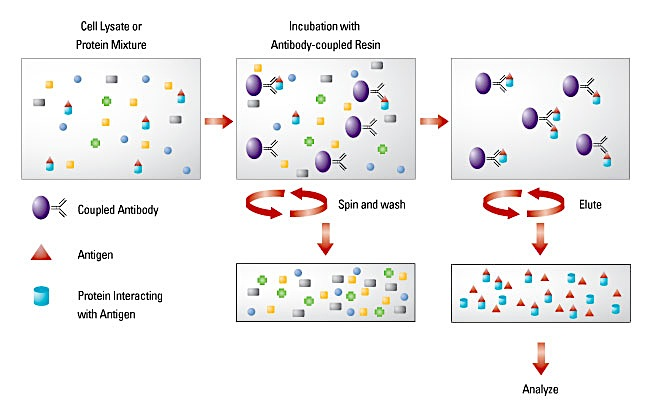 Cell Lysate or
Protein Mixture
Incubation with
Antibody-coupled Resin
Coupled Antibody
Spin and wash
Elute
Antigen
Protein Interacting
with Antigen
Analyze